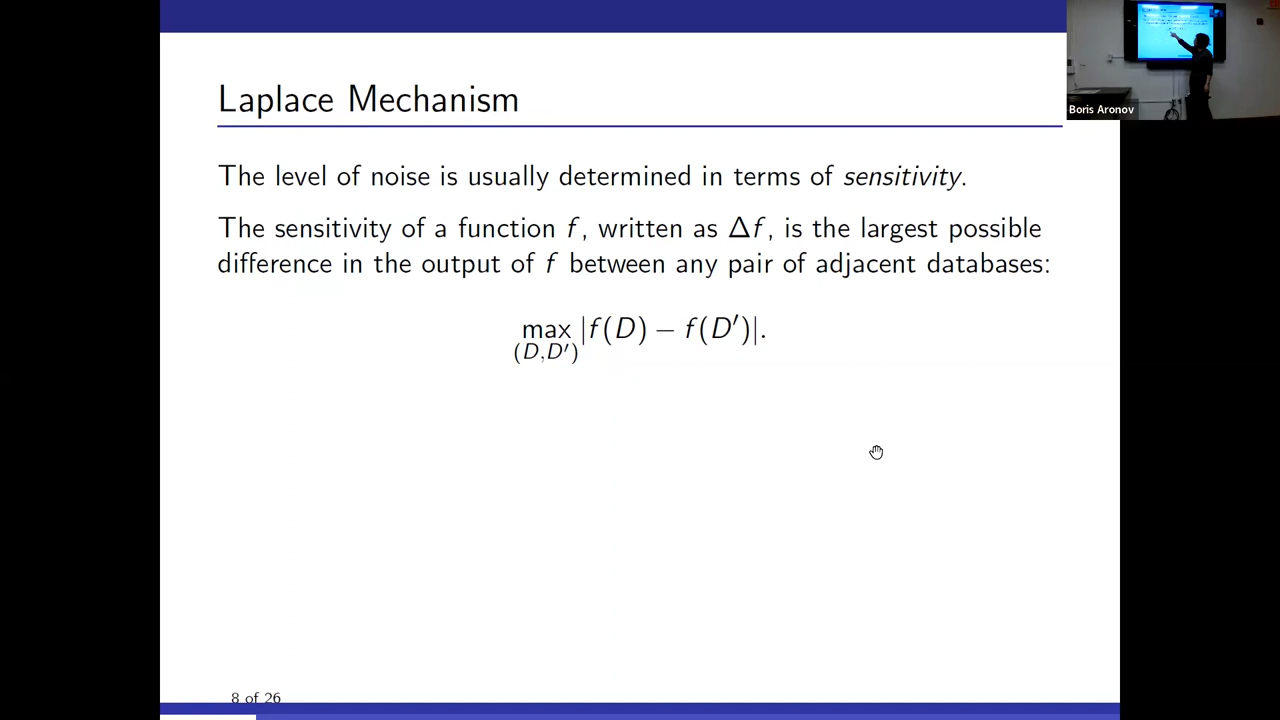 Laplace Mechanism
The level of noise is usually determined in terms of sensitivity.
The sensitivity of a function f, written as Δf, is the largest possible
difference in the output of f between any pair of adjacent databases:
max |f(D) − f(D′)|.
(D,D′)
8 of 26
Boris Aronov